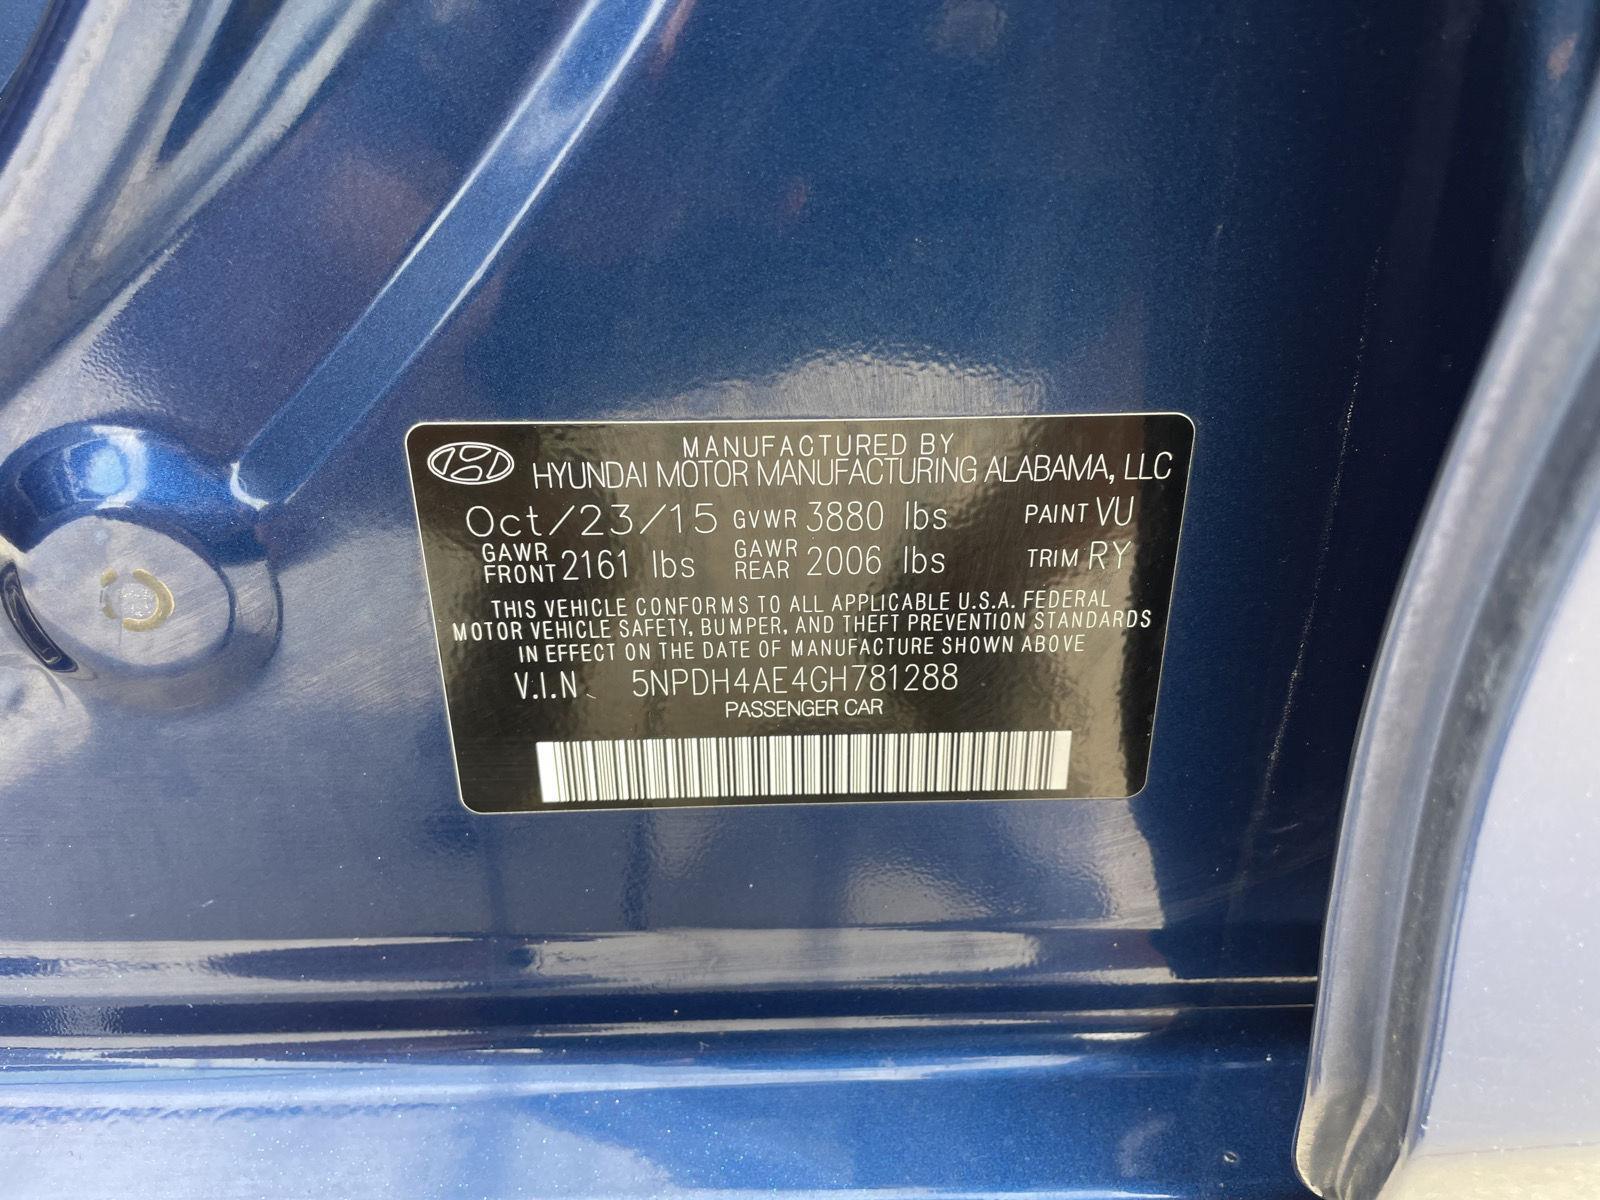 MANUFACTURED BY
HYUNDAI MOTOR MANUFACTURING ALABAMA, LLC
Oct/23/15 GVWR 3880 lbs PAINT VU
GAWR FRONT 2161 lbs GAWR REAR 2006 lbs TRIM RY
THIS VEHICLE CONFORMS TO ALL APPLICABLE U.S.A. FEDERAL
MOTOR VEHICLE SAFETY, BUMPER, AND THEFT PREVENTION STANDARDS
IN EFFECT ON THE DATE OF MANUFACTURE SHOWN ABOVE
V.I.N. 5NPDH4AE4GH781288
PASSENGER CAR